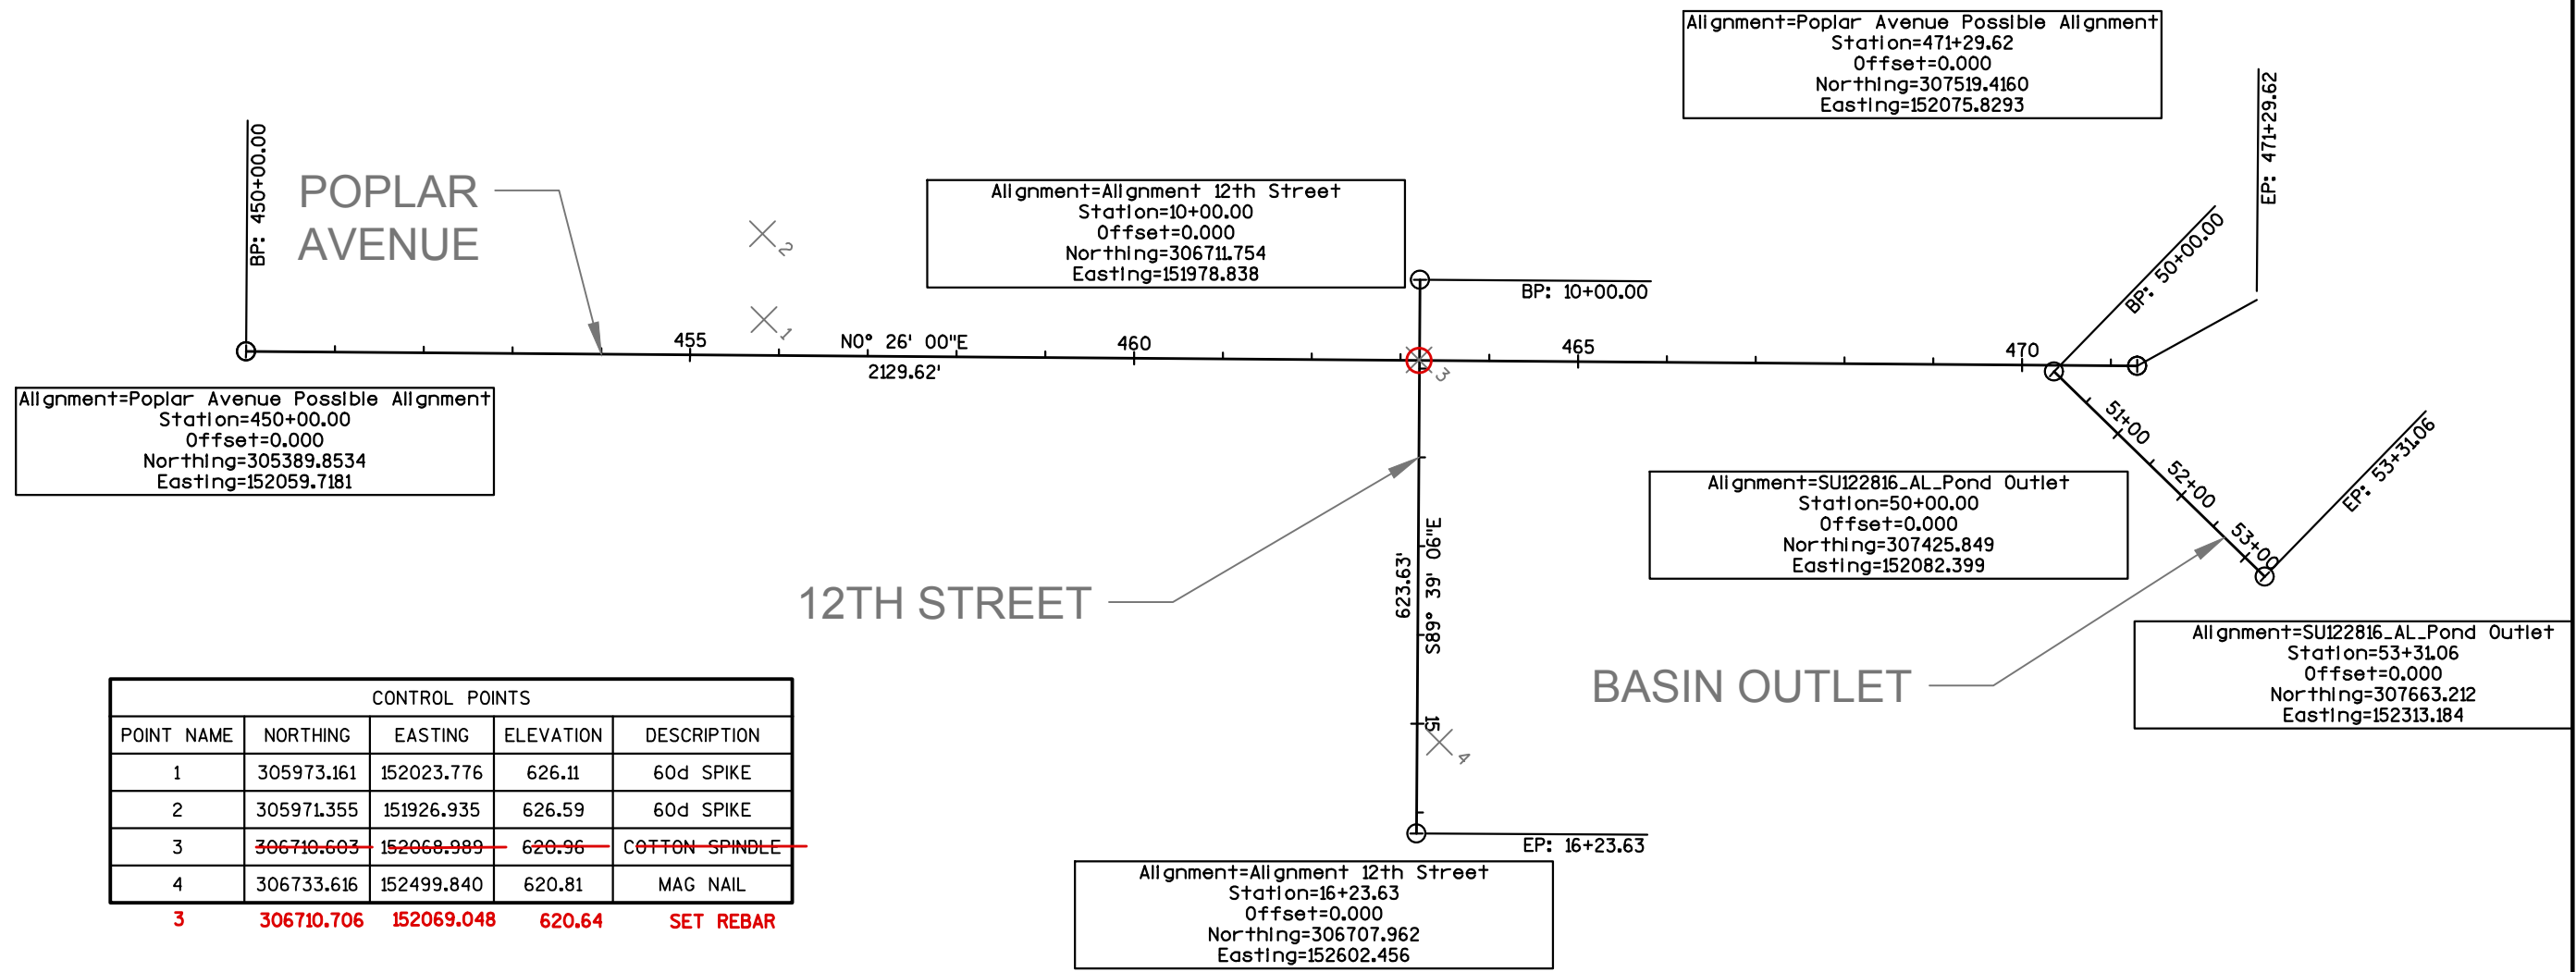 Alignment=Poplar Avenue Possible Alignment
Station=471+29.62
Offset=0.000
Northing=307519.4160
Easting=152075.8293
EP: 471+29.62
BP: 450+00.00
POPLAR
AVENUE
2
1
Alignment=Alignment 12th Street
Station=10+00.00
Offset=0.000
Northing=306711.754
Easting=151978.838
BP: 10+00.00
BP: 50+00.00
455
N0° 26' 00"E
2129.62'
460
465
470
3
Alignment=Poplar Avenue Possible Alignment
Station=450+00.00
Offset=0.000
Northing=305389.8534
Easting=152059.7181
51+00
52+00
53+00
EP: 53+31.06
Alignment=SU122816_AL_Pond Outlet
Station=50+00.00
Offset=0.000
Northing=307425.849
Easting=152082.399
623.63'
S89° 39' 06"E
12TH STREET
BASIN OUTLET
Alignment=SU122816_AL_Pond Outlet
Station=53+31.06
Offset=0.000
Northing=307663.212
Easting=152313.184
15
4
EP: 16+23.63
Alignment=Alignment 12th Street
Station=16+23.63
Offset=0.000
Northing=306707.962
Easting=152602.456
CONTROL POINTS
POINT NAME NORTHING EASTING ELEVATION DESCRIPTION
1 305973.161 152023.776 626.11 60d SPIKE
2 305971.355 151926.935 626.59 60d SPIKE
3 306710.603 152068.989 620.96 COTTON SPINDLE
4 306733.616 152499.840 620.81 MAG NAIL
3 306710.706 152069.048 620.64 SET REBAR